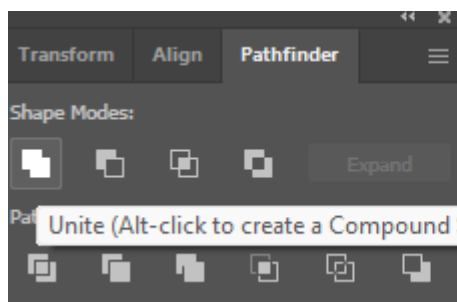 Transform Align Pathfinder
Shape Modes:
Expand
Unite (Alt-click to create a Compound